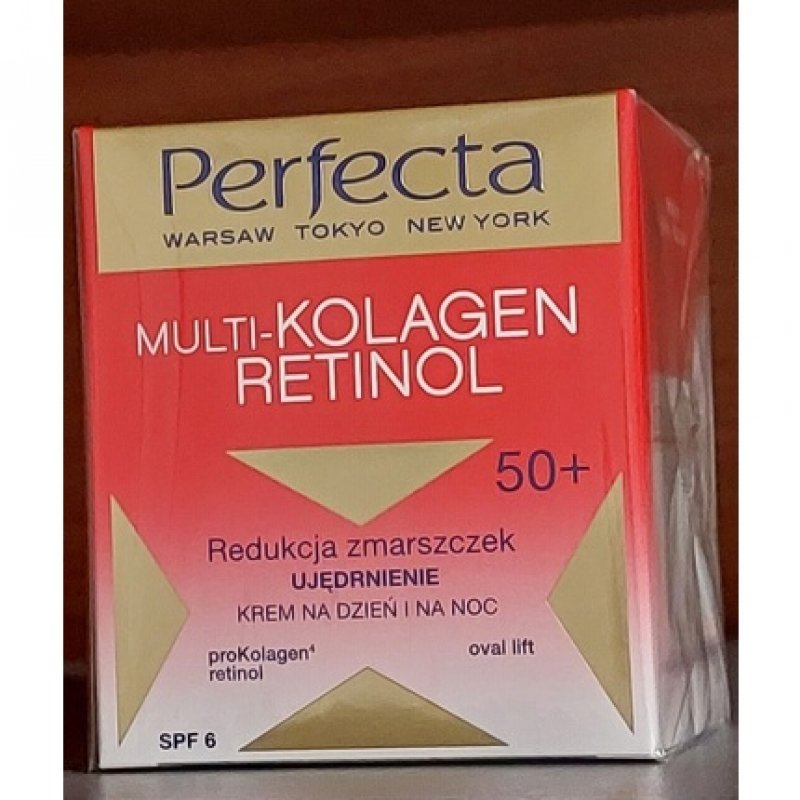 Perfecta
WARSAW TOKYO NEW YORK
MULTI-KOLAGEN
RETINOL
50+
Redukcja zmarszczek
UJĘDRNIENIE
KREM NA DZIEŃ I NA NOC
proKolagen⁴
retinol
oval lift
SPF 6